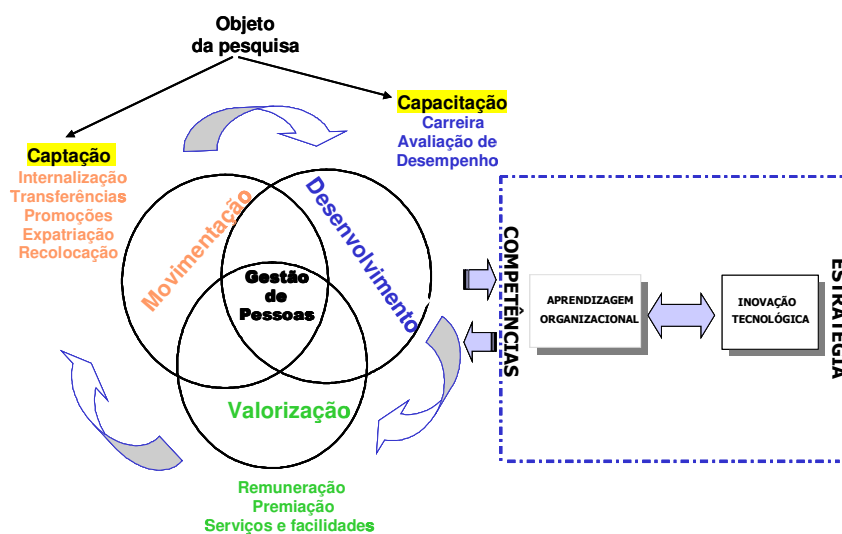 Objeto
da pesquisa
Capacitação
Carreira
Avaliação de
Desempenho
Captação
Internalização
Transferências
Promoções
Expatriação
Recolocação
Movimentação
Desenvolvimento
Gestão
de
Pessoas
Valorização
Remuneração
Premiação
Serviços e facilidades
COMPETÊNCIAS
APRENDIZAGEM
ORGANIZACIONAL
INOVAÇÃO
TECNOLÓGICA
ESTRATÉGIA